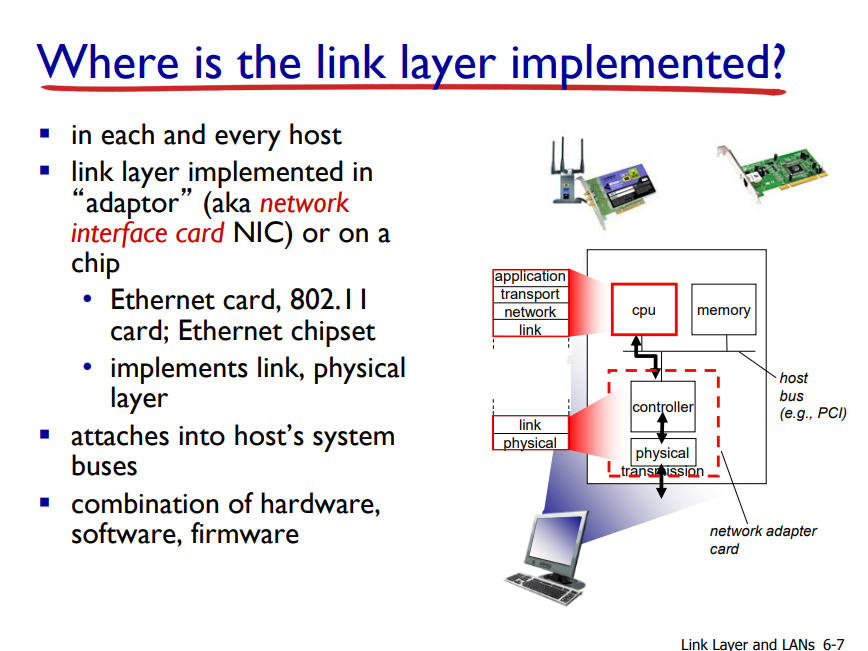 Where is the link layer implemented?
in each and every host
link layer implemented in
“adaptor” (aka network
interface card NIC) or on a
chip
Ethernet card, 802.11
card; Ethernet chipset
implements link, physical
layer
attaches into host’s system
buses
combination of hardware,
software, firmware
application
transport
network
link
cpu
memory
host
bus
(e.g., PCI)
controller
link
physical
physical
transmission
network adapter
card
Link Layer and LANs 6-7